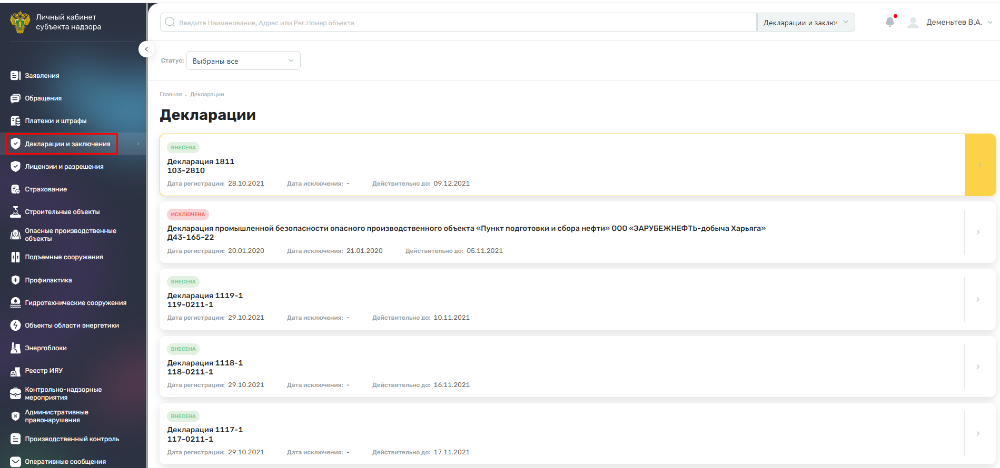 Личный кабинет
субъекта надзора
Заявления
Обращения
Платежи и штрафы
Декларации и заключения
Лицензии и разрешения
Страхование
Строительные объекты
Опасные производственные
объекты
Подъемные сооружения
Профилактика
Гидротехнические сооружения
Объекты области энергетики
Энергоблоки
Реестр ИЯУ
Контрольно-надзорные
мероприятия
Административные
правонарушения
Производственный контроль
Оперативные сообщения
Введите Наименование, Адрес или Рег.Номер объекта
Декларации и заклю
Деменьтев В.А.
Статус: Выбраны все
Главная • Декларации
Декларации
ВНЕСЕНА
Декларация 1811
103-2810
Дата регистрации: 28.10.2021 Дата исключения: - Действительно до: 09.12.2021
ИСКЛЮЧЕНА
Декларация промышленной безопасности опасного производственного объекта «Пункт подготовки и сбора нефти» ООО «ЗАРУБЕЖНЕФТЬ-добыча Харьяга»
Д43-165-22
Дата регистрации: 20.01.2020 Дата исключения: 21.01.2020 Действительно до: 05.11.2021
ВНЕСЕНА
Декларация 1119-1
119-0211-1
Дата регистрации: 29.10.2021 Дата исключения: - Действительно до: 10.11.2021
ВНЕСЕНА
Декларация 1118-1
118-0211-1
Дата регистрации: 29.10.2021 Дата исключения: - Действительно до: 16.11.2021
ВНЕСЕНА
Декларация 1117-1
117-0211-1
Дата регистрации: 29.10.2021 Дата исключения: - Действительно до: 17.11.2021